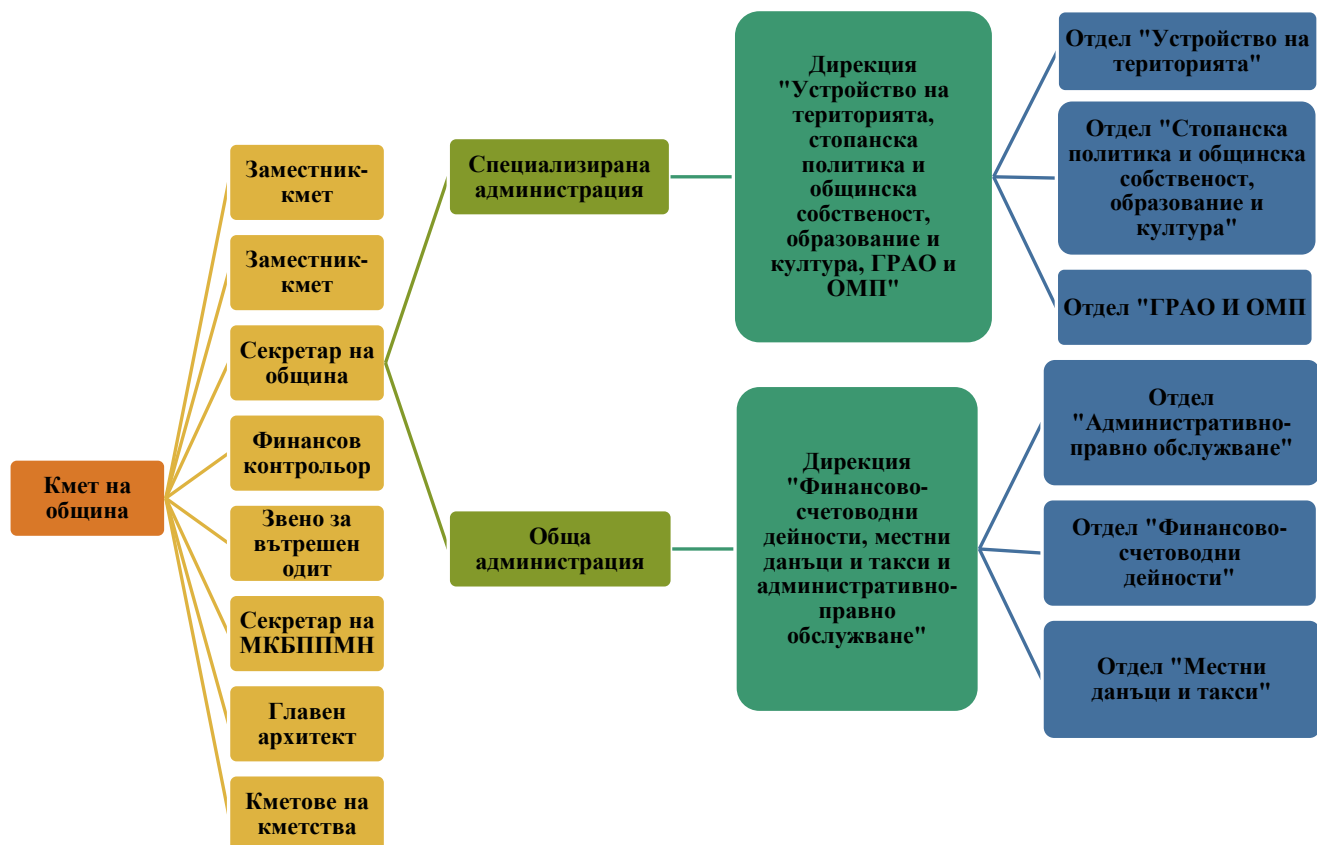 Кмет на
община
Заместник-
кмет
Заместник-
кмет
Секретар на
община
Финансов
контрольор
Звено за
вътрешен
одит
Секретар на
МКБППМН
Главен
архитект
Кметове на
кметства
Специализирана
администрация
Обща
администрация
Дирекция
"Устройство на
територията,
стопанска
политика и
общинска
собственост,
образование и
култура, ГРАО и
ОМП"
Дирекция
"Финансово-
счетоводни
дейности, местни
данъци и такси и
административно-
правно
обслужване"
Отдел "Устройство на
територията"
Отдел "Стопанска
политика и общинска
собственост,
образование и
култура"
Отдел "ГРАО И ОМП
Отдел
"Административно-
правно обслужване"
Отдел "Финансово-
счетоводни
дейности"
Отдел "Местни
данъци и такси"